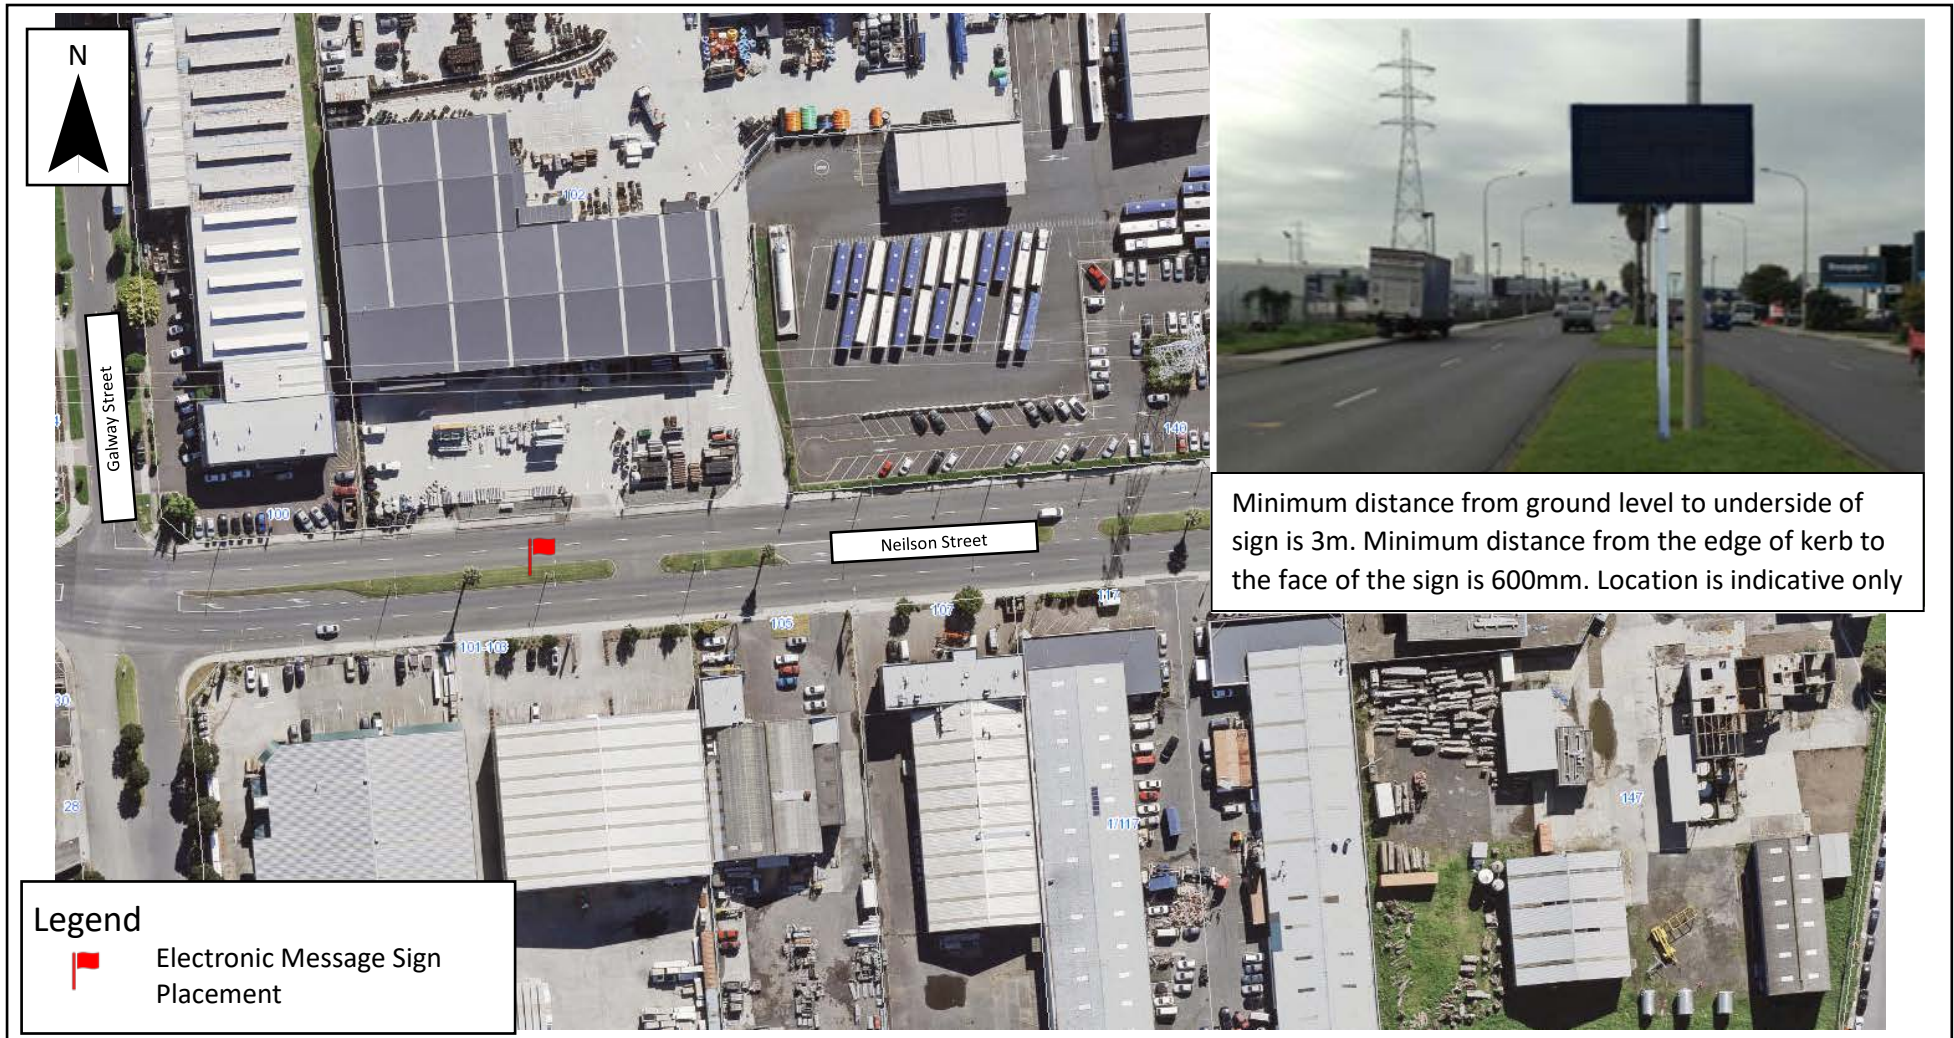 N
102
Galway Street
140
100
Neilson Street
Minimum distance from ground level to underside of
sign is 3m. Minimum distance from the edge of kerb to
the face of the sign is 600mm. Location is indicative only
117
107
105
101-103
30
28
1/117
147
Legend
Electronic Message Sign
Placement